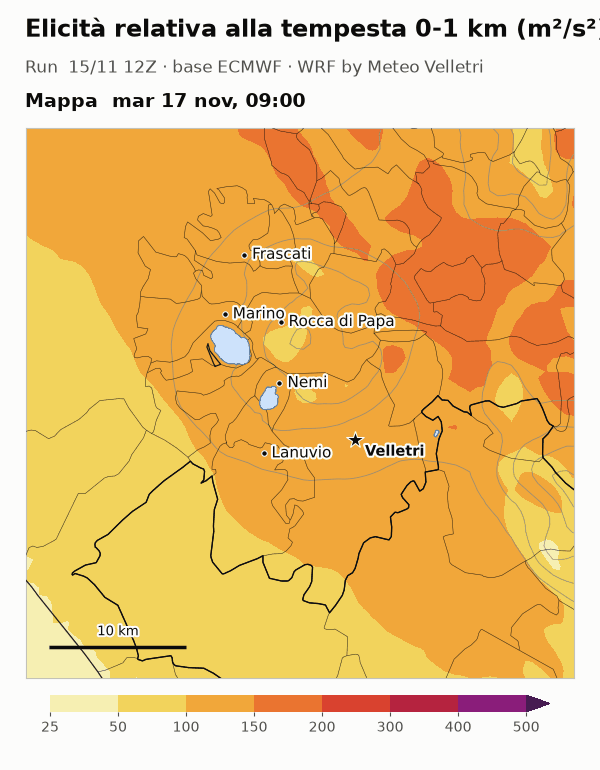 Elicità relativa alla tempesta 0-1 km (m²/s²)
Run  15/11 12Z · base ECMWF · WRF by Meteo Velletri
Mappa  mar 17 nov, 09:00
Frascati
Marino
Rocca di Papa
Nemi
Velletri
Lanuvio
10 km
25 50 100 150 200 300 400 500